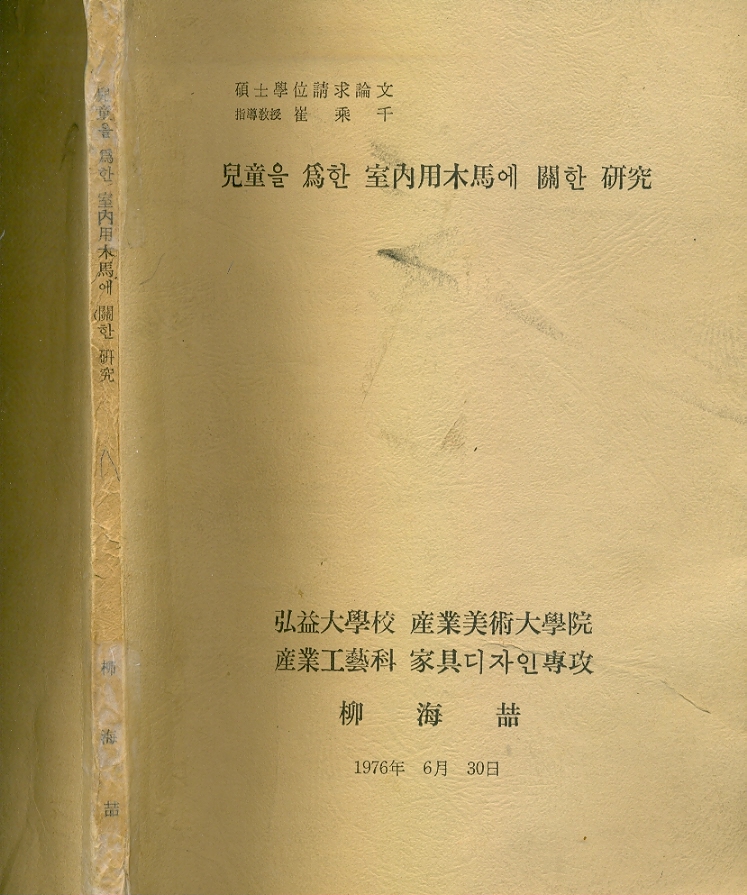 碩士學位請求論文
指導敎授 崔 乘 千
兒童을 爲한 室內用木馬에 關한 硏究
弘益大學校 産業美術大學院
産業工藝科 家具디자인專攻
柳 海 喆
1976年 6月 30日
兒童을 爲한 室內用木馬에 關한 硏究
柳 海 喆